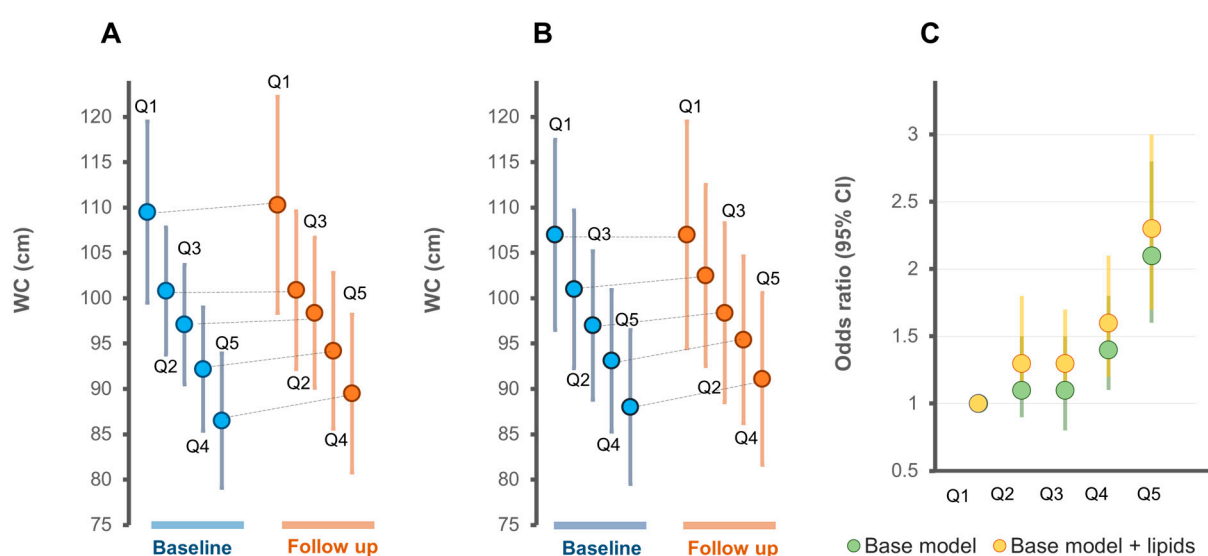 A
B
C
WC (cm)
120
115
110
105
100
95
90
85
80
75
Q1
Q2
Q3
Q4
Q5
Q1
Q2
Q3
Q4
Q5
Baseline
Follow up
WC (cm)
120
115
110
105
100
95
90
85
80
75
Q1
Q2
Q3
Q4
Q5
Q1
Q2
Q3
Q4
Q5
Baseline
Follow up
Odds ratio (95% CI)
3
2.5
2
1.5
1
0.5
Q1
Q2
Q3
Q4
Q5
Base model
Base model + lipids